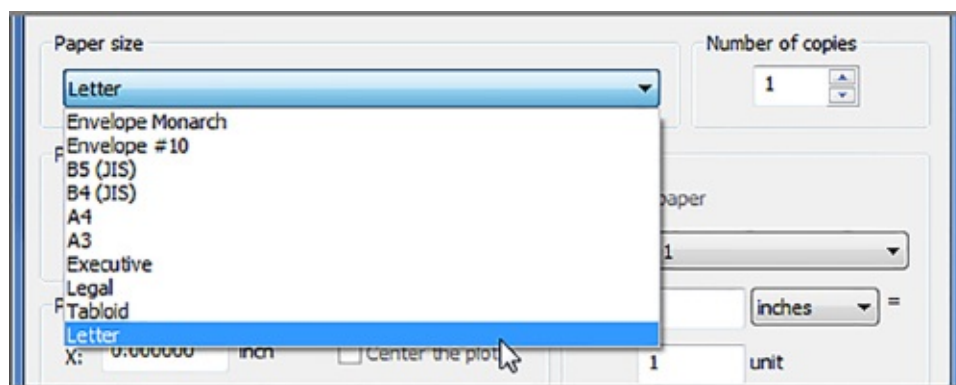 Paper size
Number of copies
Letter
1
Envelope Monarch
Envelope #10
B5 (JIS)
B4 (JIS)
A4
A3
Executive
Legal
Tabloid
Letter
P
paper
1
inches
=
P
X:
0.000000
inch
Center the plot
1
unit